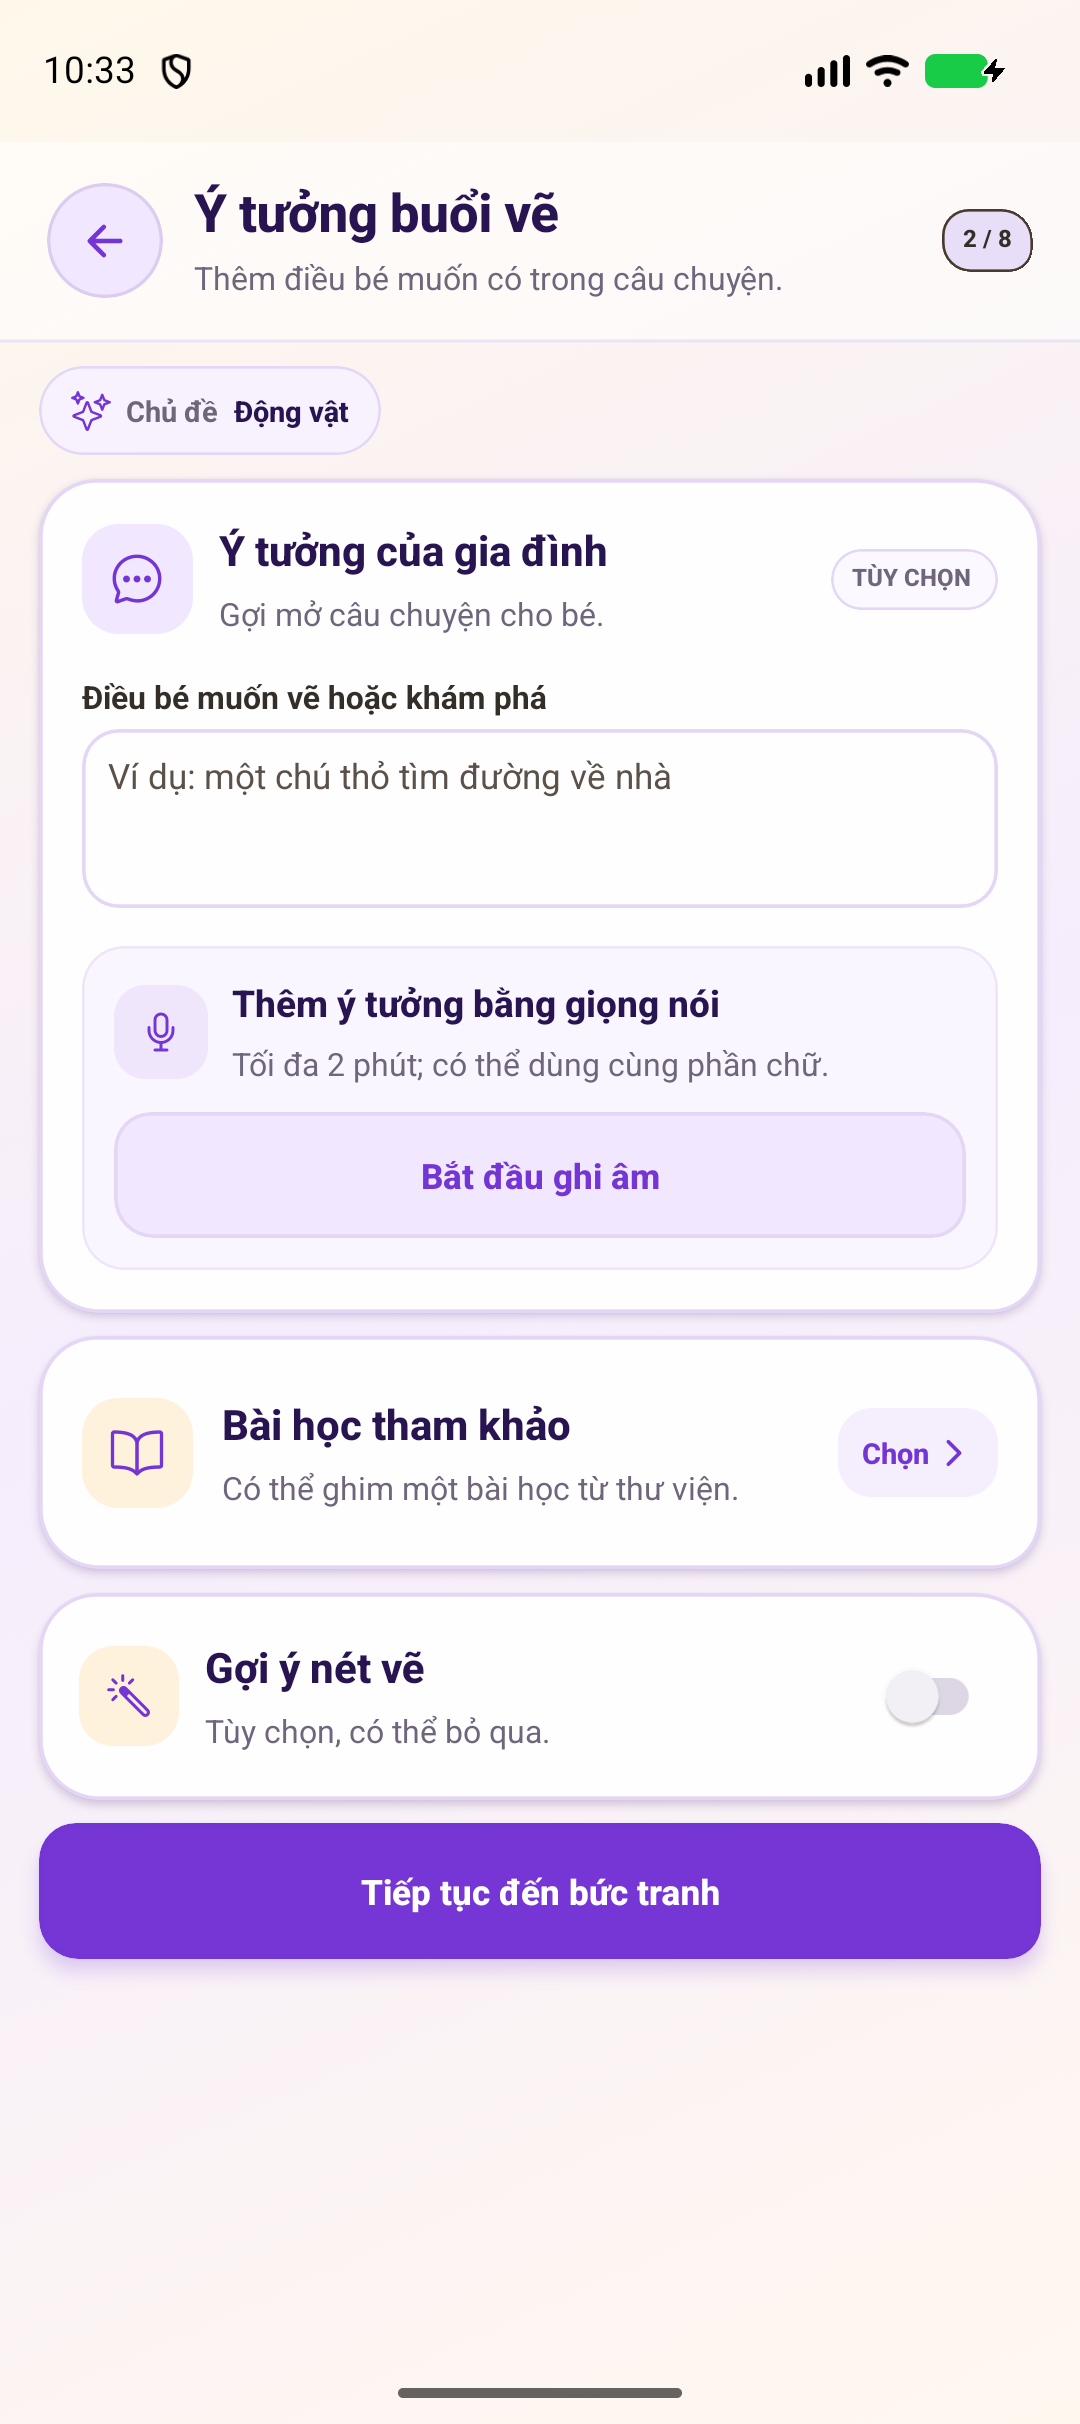 10:33
Ý tưởng buổi vẽ
Thêm điều bé muốn có trong câu chuyện.
2 / 8
Chủ đề Động vật
Ý tưởng của gia đình
Gợi mở câu chuyện cho bé.
TÙY CHỌN
Điều bé muốn vẽ hoặc khám phá
Ví dụ: một chú thỏ tìm đường về nhà
Thêm ý tưởng bằng giọng nói
Tối đa 2 phút; có thể dùng cùng phần chữ.
Bắt đầu ghi âm
Bài học tham khảo
Có thể ghim một bài học từ thư viện.
Chọn
Gợi ý nét vẽ
Tùy chọn, có thể bỏ qua.
Tiếp tục đến bức tranh